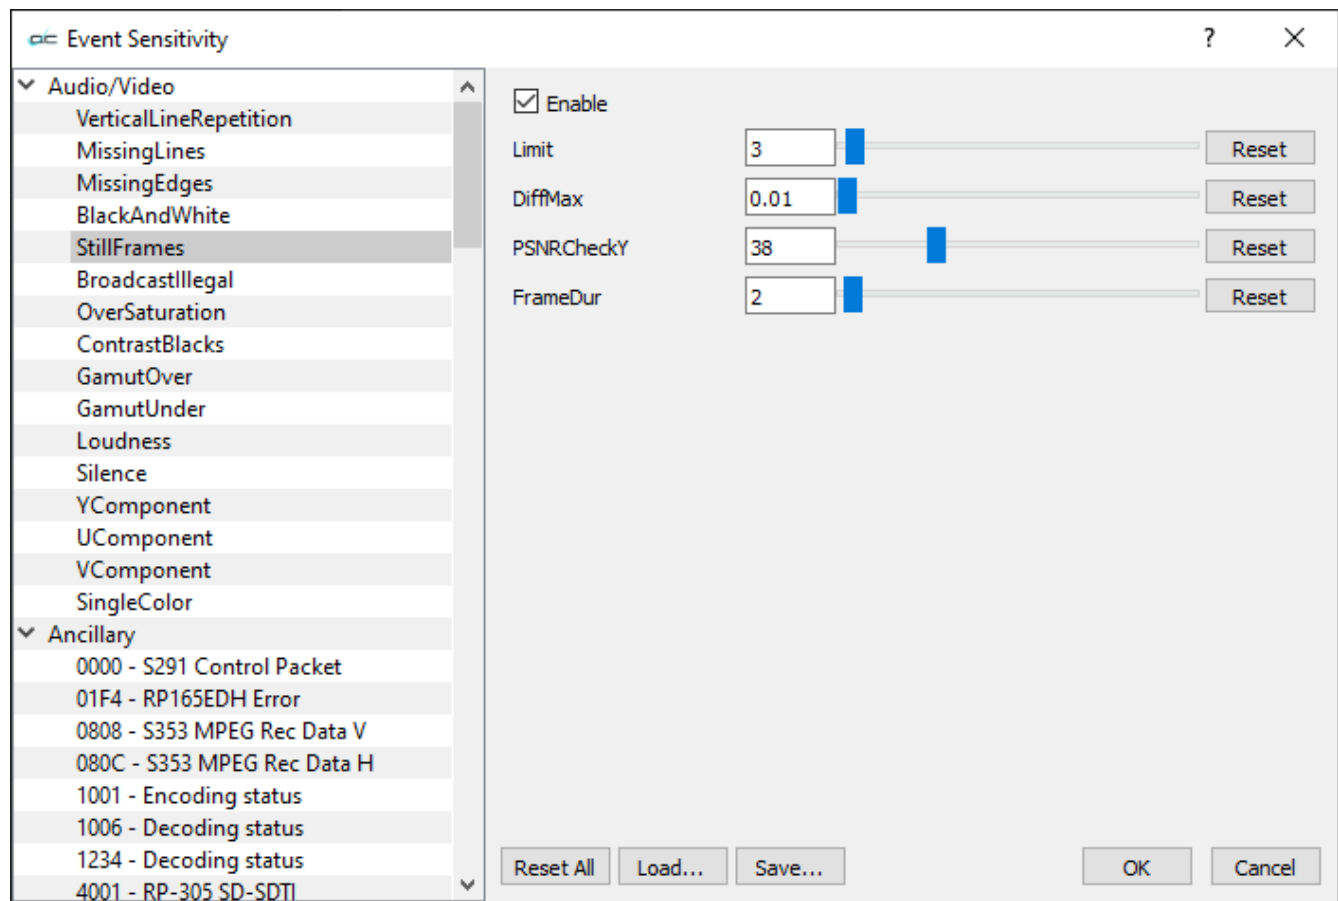 Event Sensitivity ?
Audio/Video
VerticalLineRepetition
MissingLines
MissingEdges
BlackAndWhite
StillFrames
BroadcastIllegal
OverSaturation
ContrastBlacks
GamutOver
GamutUnder
Loudness
Silence
YComponent
UComponent
VComponent
SingleColor
Ancillary
0000 - S291 Control Packet
01F4 - RP165EDH Error
0808 - S353 MPEG Rec Data V
080C - S353 MPEG Rec Data H
1001 - Encoding status
1006 - Decoding status
1234 - Decoding status
4001 - RP-305 SD-SDTI
Enable
Limit 3 Reset
DiffMax 0.01 Reset
PSNRCheckY 38 Reset
FrameDur 2 Reset
Reset All Load... Save... OK Cancel